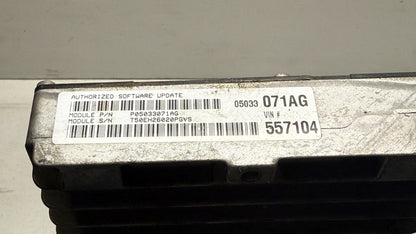 AUTHORIZED SOFTWARE UPDATE
05033 071AG
MODULE P/N P05033071AG
MODULE S/N T50EH26020PGVS
VIN #
557104